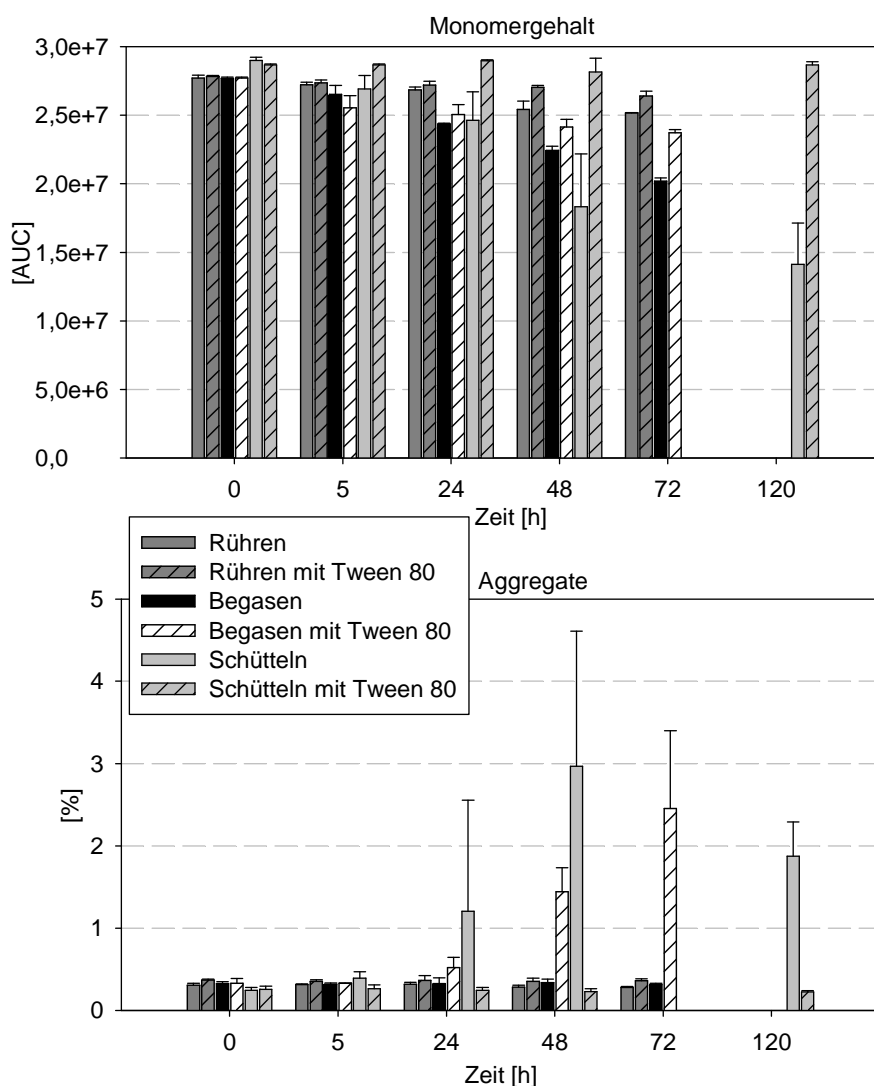 Monomergehalt
[AUC]
3,0e+7
2,5e+7
2,0e+7
1,5e+7
1,0e+7
5,0e+6
0,0
0 5 24 48 72 120
Zeit [h]
Rühren
Rühren mit Tween 80
Begasen
Begasen mit Tween 80
Schütteln
Schütteln mit Tween 80
Aggregate
[%]
5
4
3
2
1
0
0 5 24 48 72 120
Zeit [h]